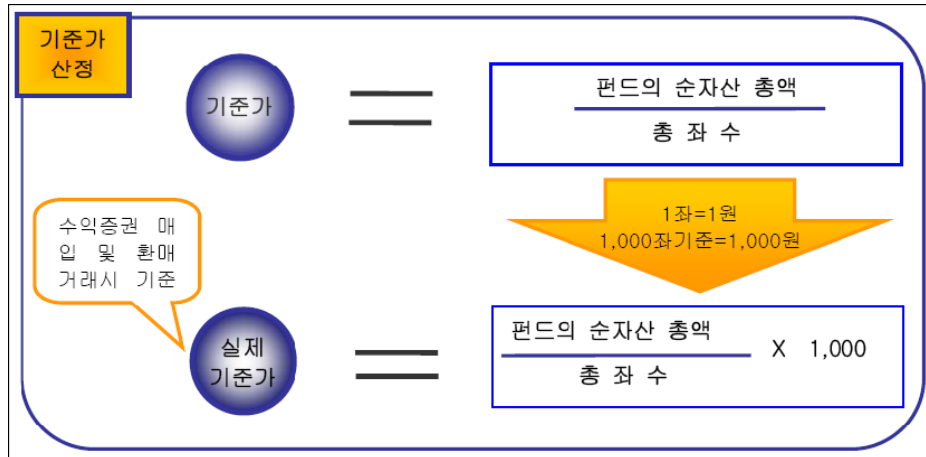 기준가
산정
기준가
펀드의 순자산 총액
총 좌 수
1좌=1원
1,000좌기준=1,000원
수익증권 매
입 및 환매
거래시 기준
실제
기준가
펀드의 순자산 총액
총 좌 수
X 1,000